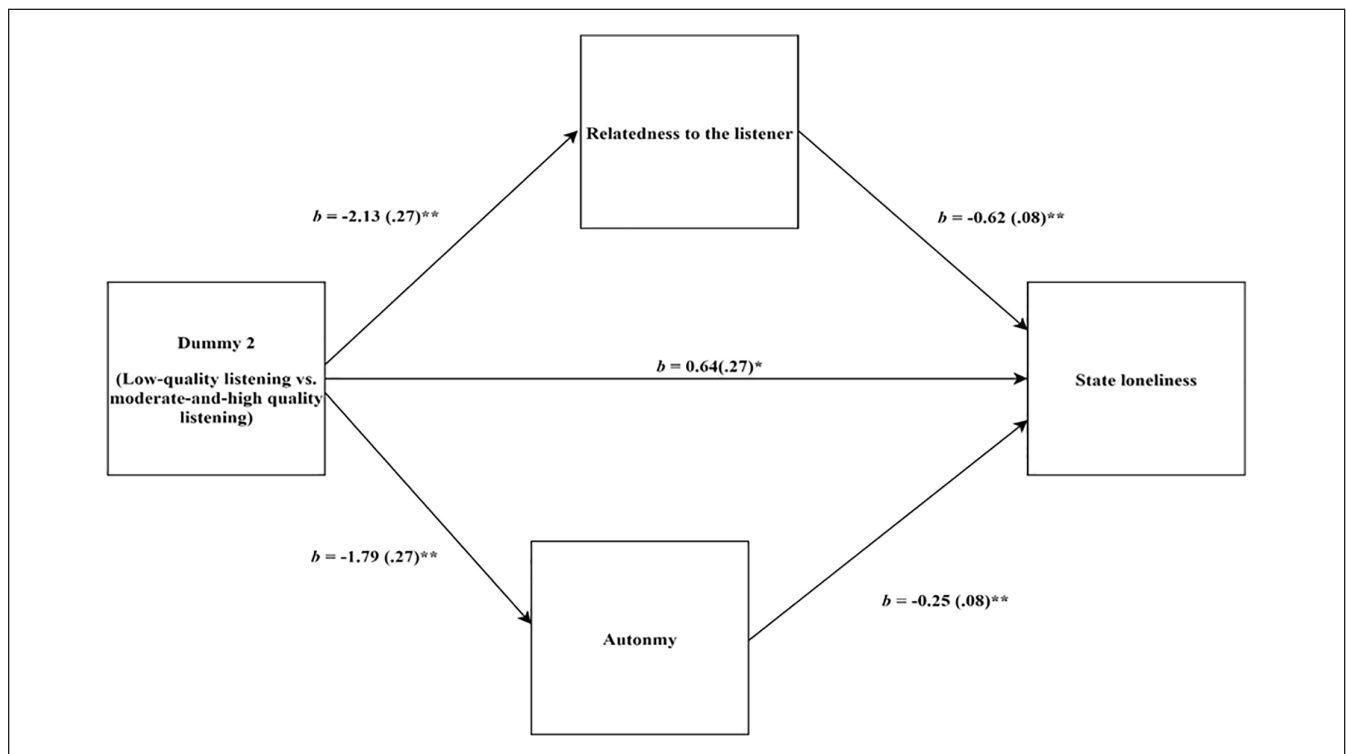 Relatedness to the listener
b = -2.13 (.27)**
b = -0.62 (.08)**
Dummy 2
(Low-quality listening vs.
moderate-and-high quality
listening)
b = 0.64(.27)*
State loneliness
b = -1.79 (.27)**
b = -0.25 (.08)**
Autonmy